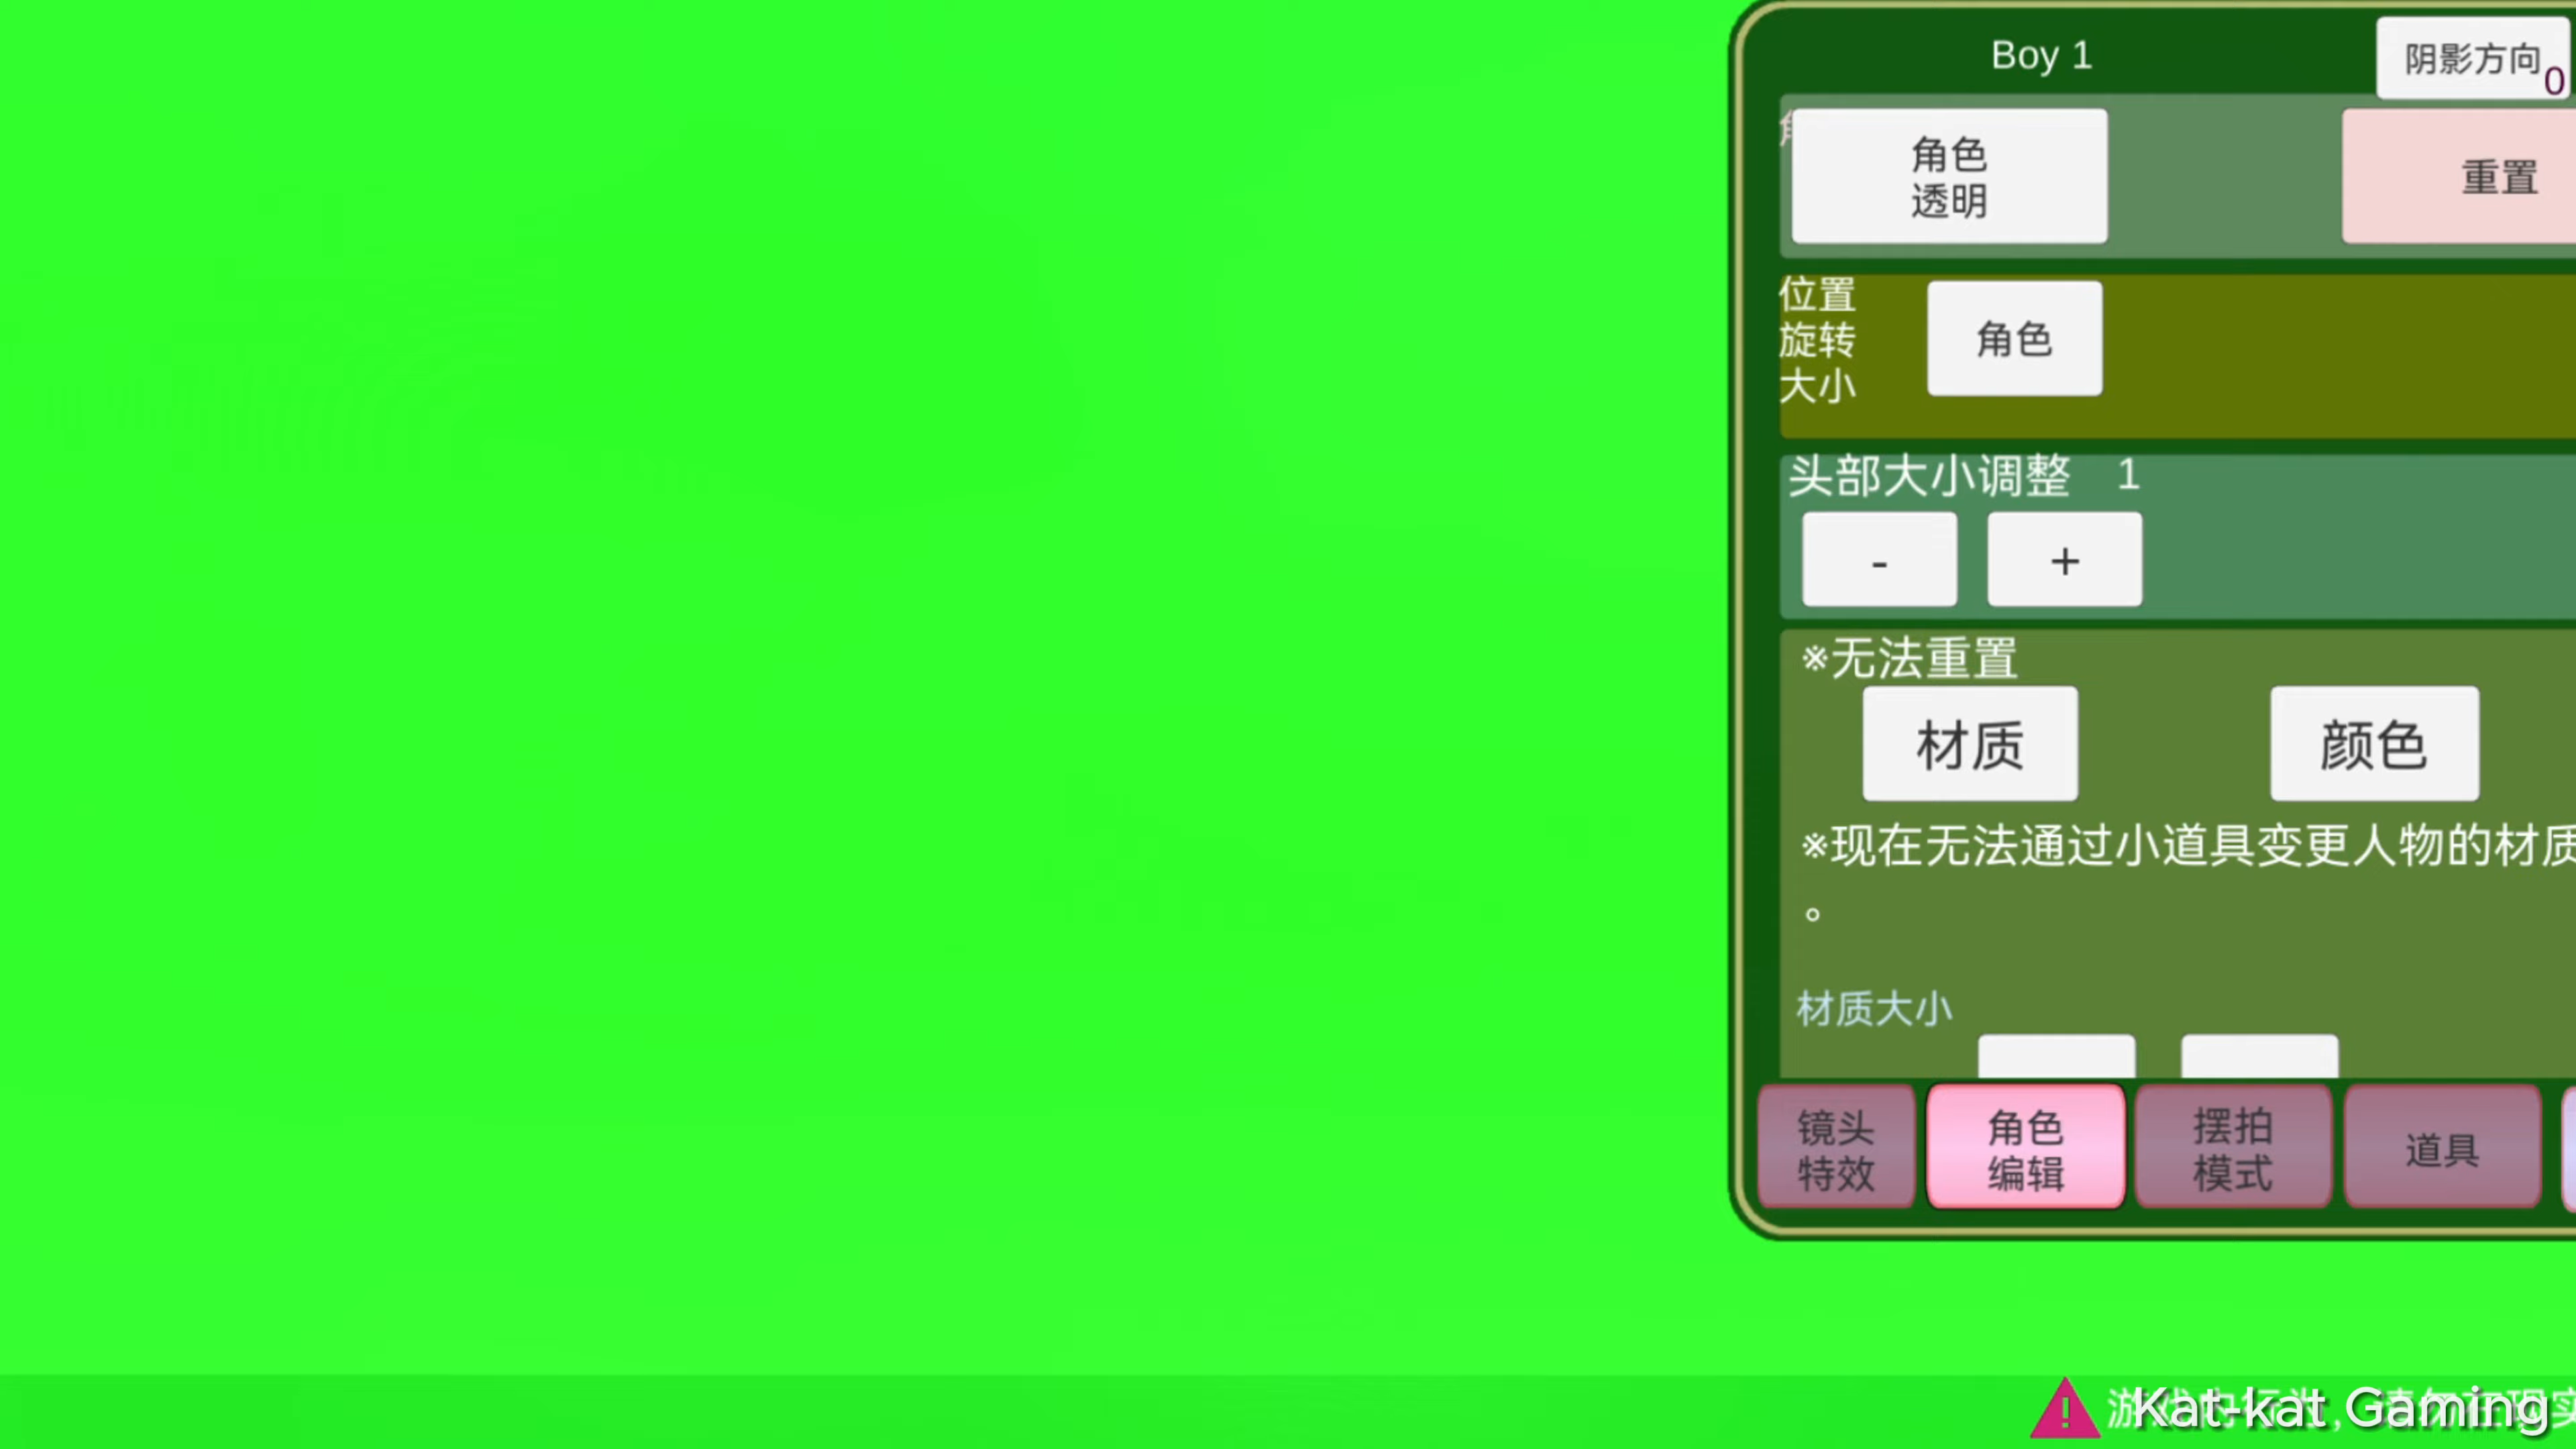 Boy 1
阴影方向
0
角色
透明
重置
位置
旋转
大小
角色
头部大小调整 1
- +
※无法重置
材质 颜色
※现在无法通过小道具变更人物的材质
。
材质大小
镜头
特效
角色
编辑
摆拍
模式
道具
Kat-kat Gaming